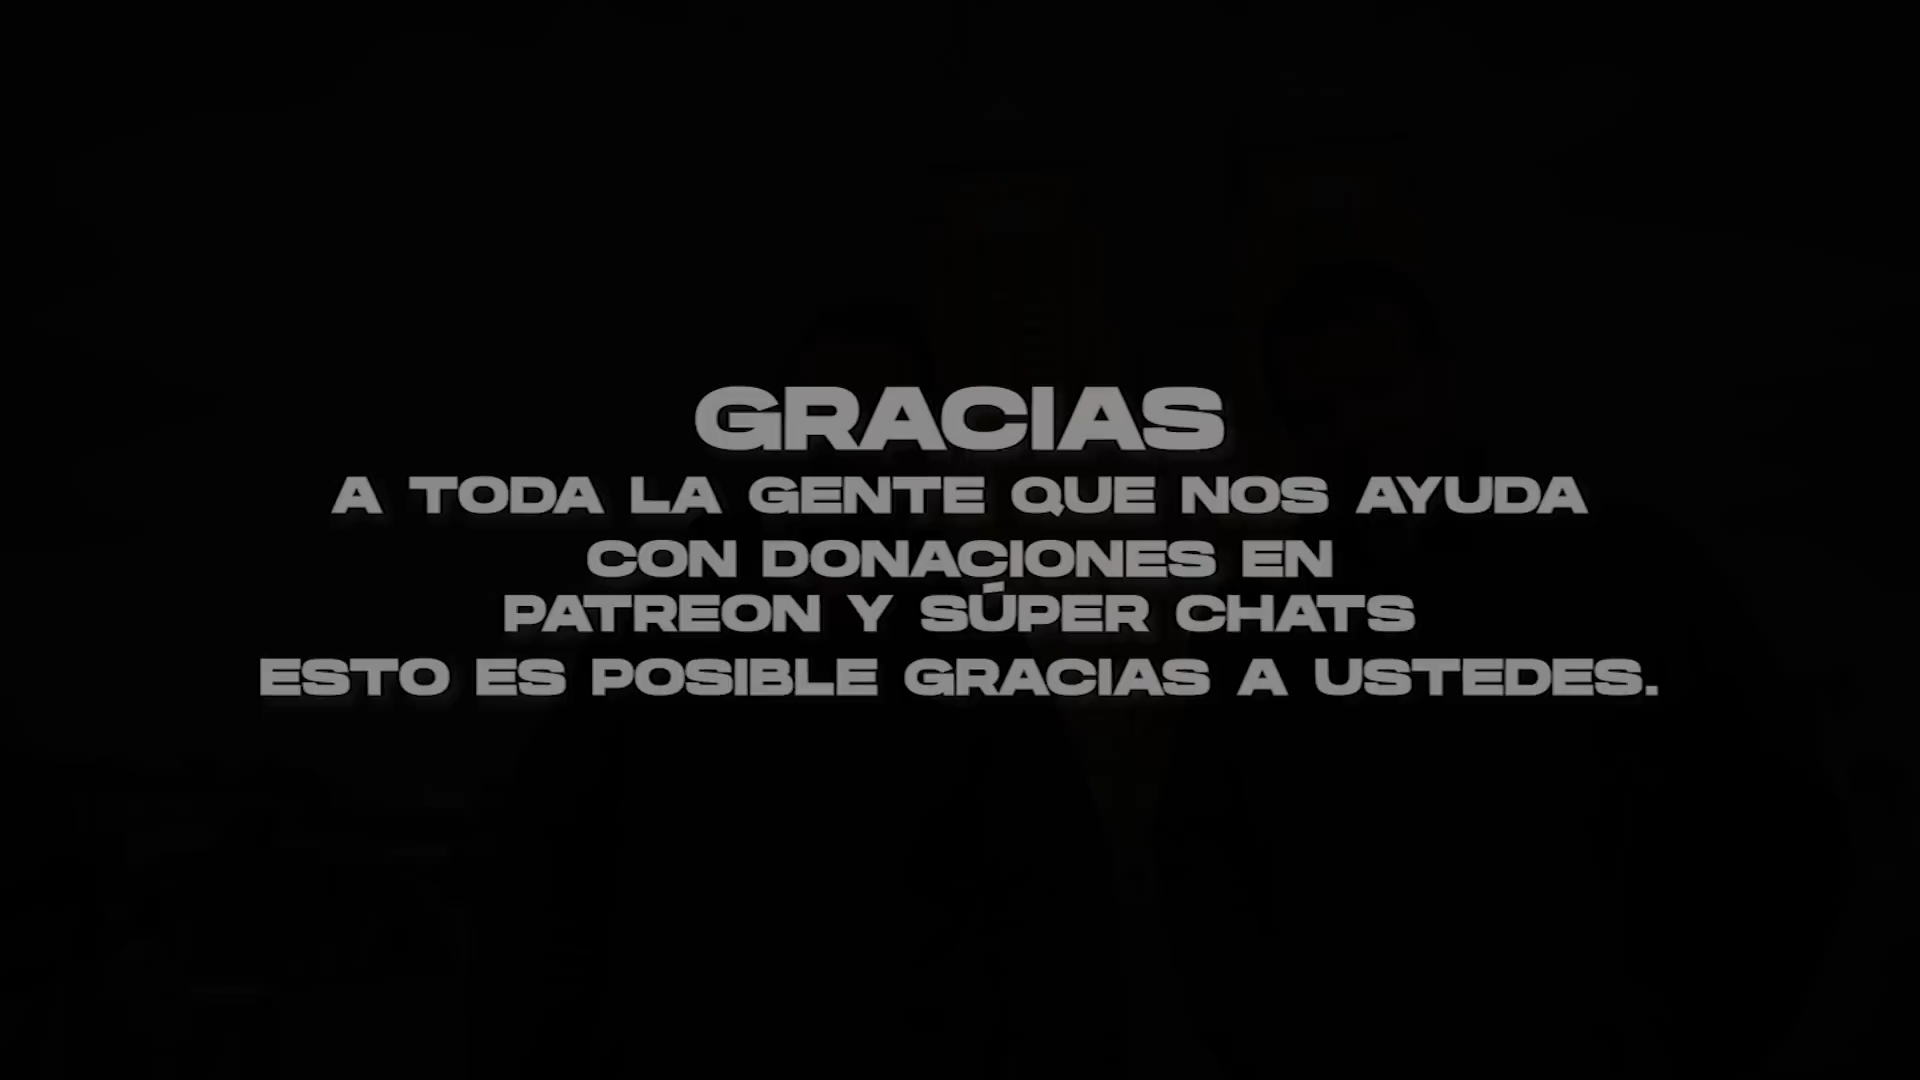 GRACIAS
A TODA LA GENTE QUE NOS AYUDA
CON DONACIONES EN
PATREON Y SÚPER CHATS
ESTO ES POSIBLE GRACIAS A USTEDES.